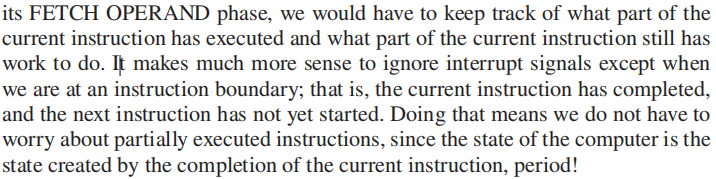 its FETCH OPERAND phase, we would have to keep track of what part of the
current instruction has executed and what part of the current instruction still has
work to do. It makes much more sense to ignore interrupt signals except when
we are at an instruction boundary; that is, the current instruction has completed,
and the next instruction has not yet started. Doing that means we do not have to
worry about partially executed instructions, since the state of the computer is the
state created by the completion of the current instruction, period!